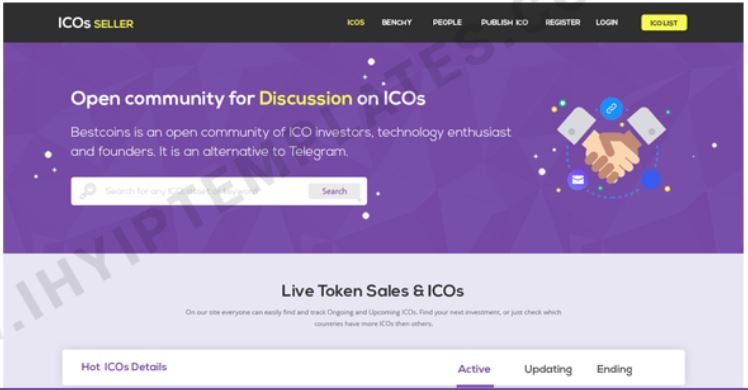 ICOs SELLER
ICOS BENCHY PEOPLE PUBLISH ICO REGISTER LOGIN ICO LIST
Open community for Discussion on ICOs
Bestcoins is an open community of ICO investors, technology enthusiast
and founders. It is an alternative to Telegram.
Search for any ICO, asset or keyword Search
Live Token Sales & ICOs
On our site everyone can easily find and track Ongoing and Upcoming ICOs. Find your next investment, or just check which
countries have more ICOs then others.
Hot ICOs Details Active Updating Ending
.IHYIPTEMPLATES.CO